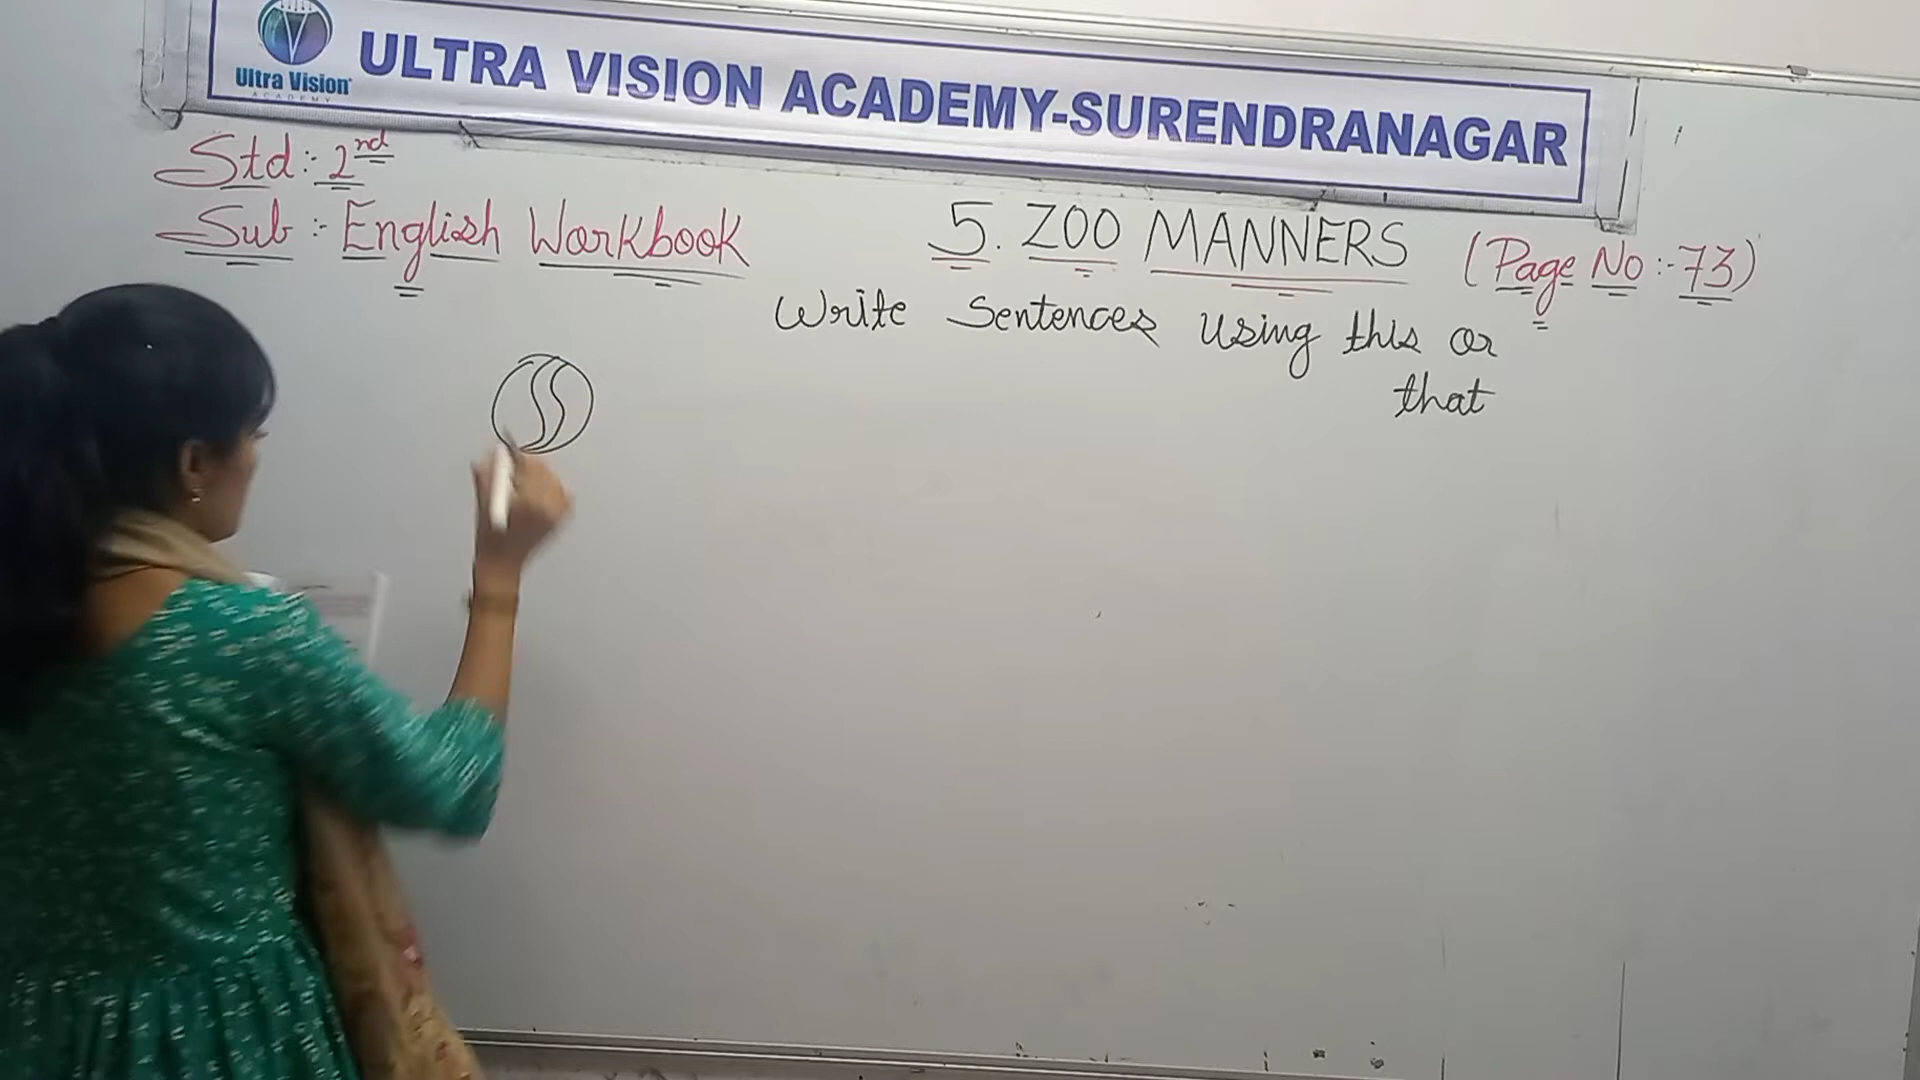 Ultra Vision
ACADEMY
ULTRA VISION ACADEMY-SURENDRANAGAR
Std:- 2nd
Sub:- English Workbook
5. ZOO MANNERS (Page No:-73)
Write Sentences using this or
that